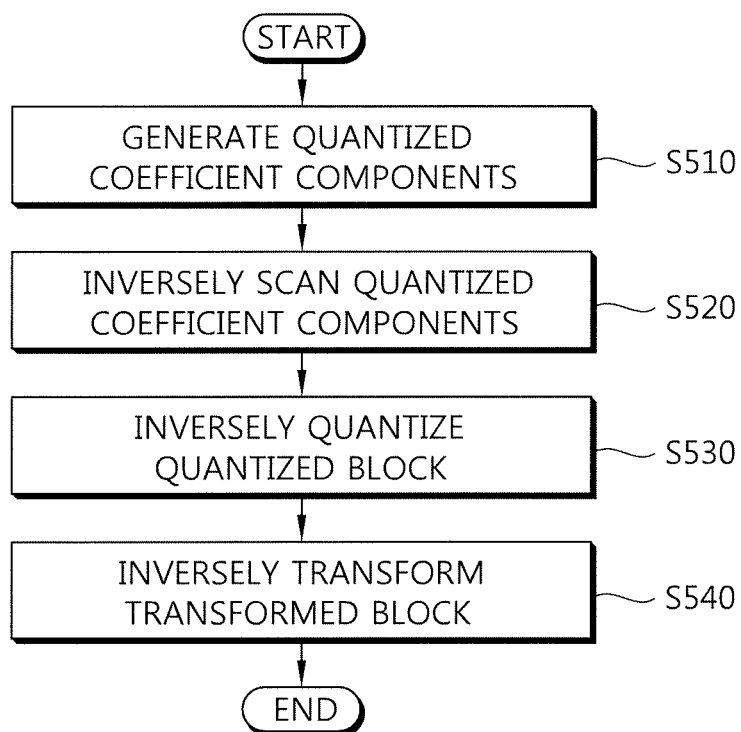 START
GENERATE QUANTIZED
COEFFICIENT COMPONENTS
S510
INVERSELY SCAN QUANTIZED
COEFFICIENT COMPONENTS
S520
INVERSELY QUANTIZE
QUANTIZED BLOCK
S530
INVERSELY TRANSFORM
TRANSFORMED BLOCK
S540
END